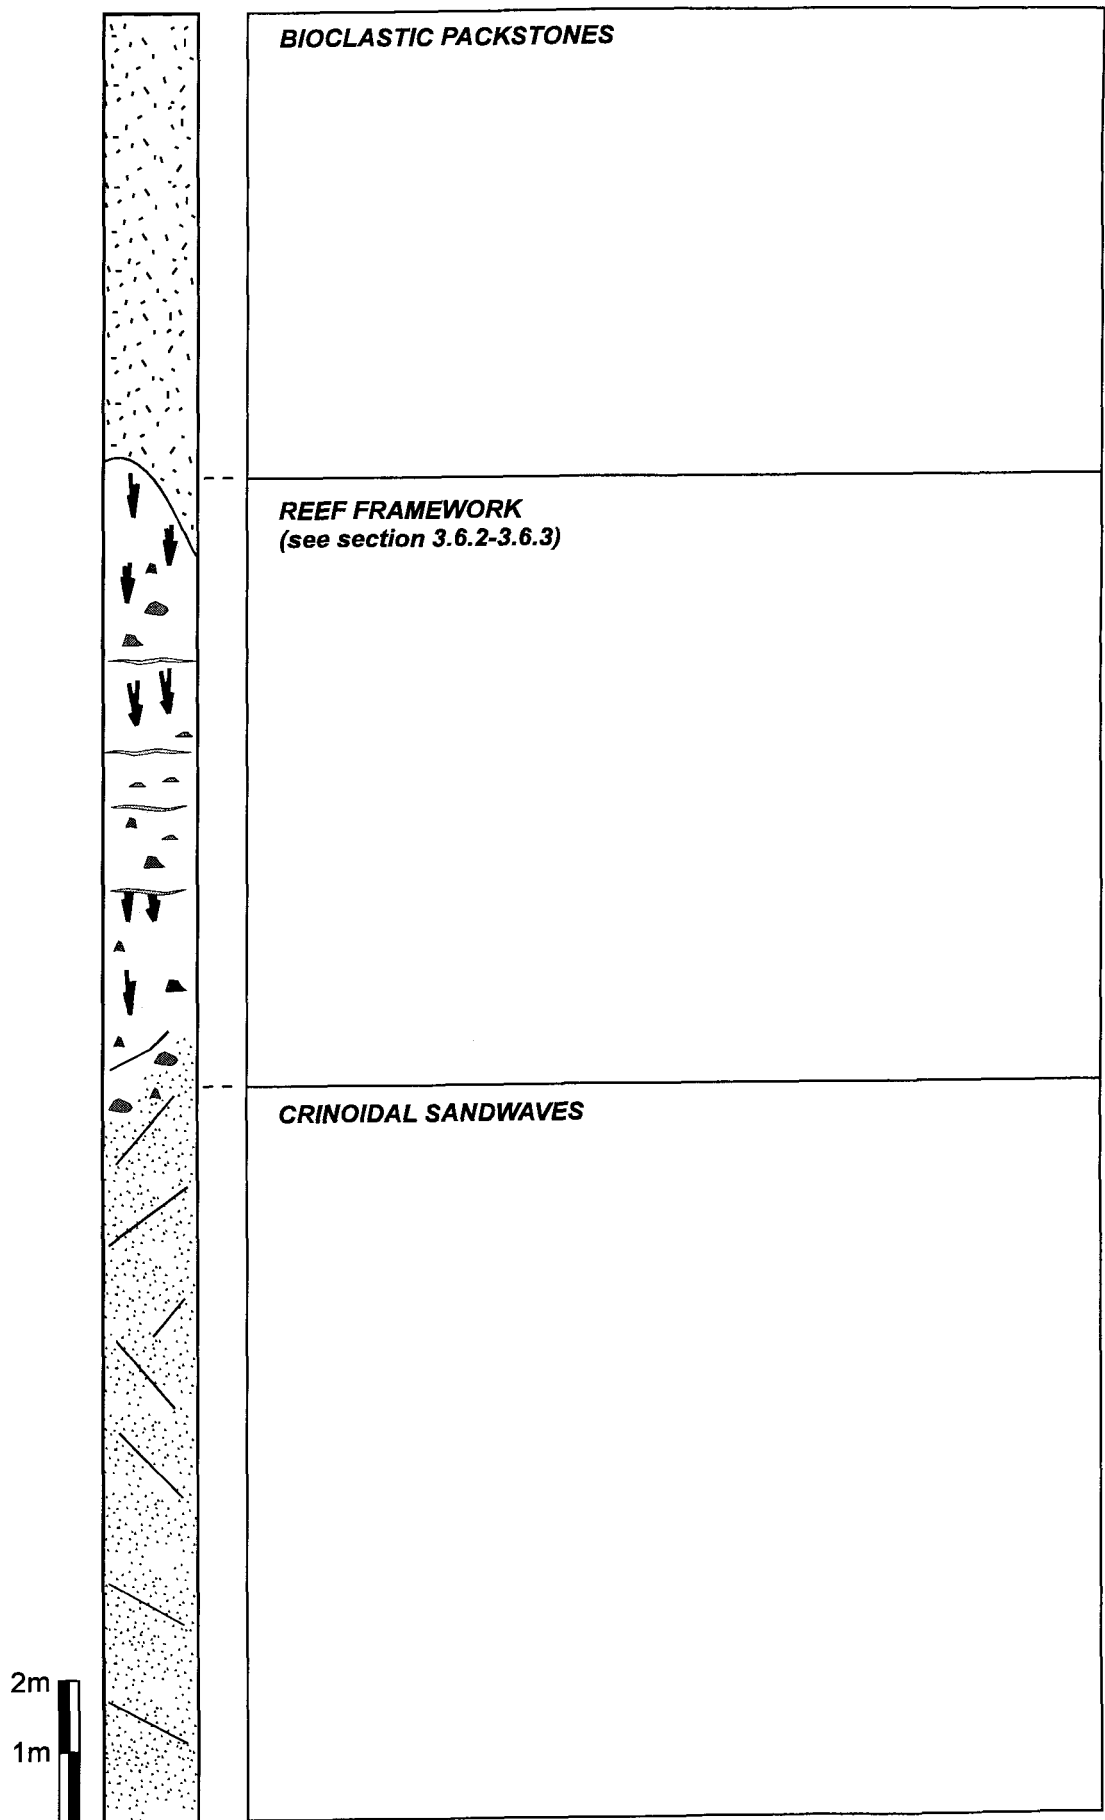 BIOCLASTIC PACKSTONES
REEF FRAMEWORK
(see section 3.6.2-3.6.3)
CRINOIDAL SANDWAVES
2m
1m